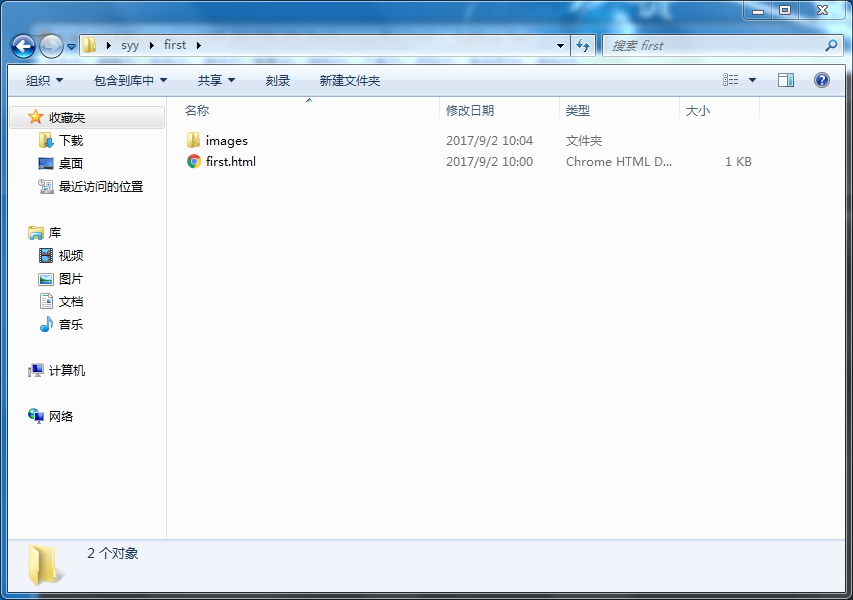 syy first
搜索 first
组织 包含到库中 共享 刻录 新建文件夹
名称 修改日期 类型 大小
收藏夹
下载
桌面
最近访问的位置
库
视频
图片
文档
音乐
计算机
网络
images 2017/9/2 10:04 文件夹
first.html 2017/9/2 10:00 Chrome HTML D... 1 KB
2 个对象